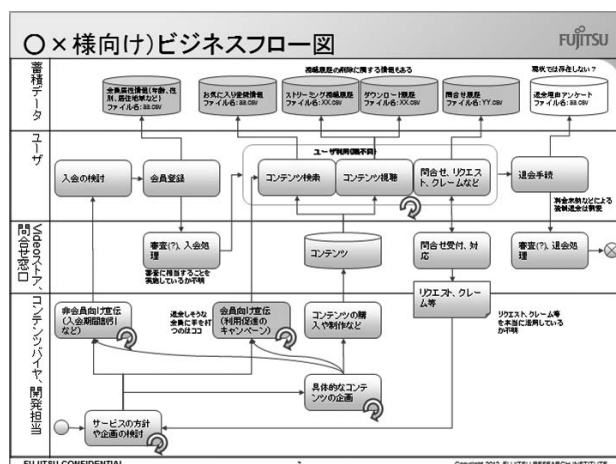 〇×様向け)ビジネスフロー図
FUJITSU
蓄積データ
視聴履歴の削除に関する情報もある
現状では存在しない?
会員属性情報(年齢、性
別、居住地域など)
ファイル名:aa.csv
お気に入り登録情報
ファイル名:aa.csv
ストリーミング視聴履歴
ファイル名:XX.csv
ダウンロード履歴
ファイル名:XX.csv
問合せ履歴
ファイル名:YY.csv
退会理由アンケート
ファイル名:aa.csv
ユーザ
ユーザ利用(順不同)
入会の検討
会員登録
コンテンツ検索
コンテンツ視聴
問合せ、リクエス
ト、クレームなど
退会手続
料金未納などによる
強制退会は割愛
Videoストア、
問合せ窓口
審査(?)、入会処
理
審査に相当することを
実施しているか不明
コンテンツ
問合せ受付、対
応
審査(?)、退会処
理
リクエスト、クレー
ム等
コンテンツバイヤ、開発担当
非会員向け宣伝
(入会期間割引
など)
退会しそうな
会員に手を打
つのはココ
会員向け宣伝
(利用促進の
キャンペーン)
コンテンツの購
入や制作など
リクエスト、クレーム等
を本当に活用している
か不明
具体的なコンテ
ンツの企画
サービスの方針
や企画の検討
FUJITSU CONFIDENTIAL
Copyright 2012 FUJITSU RESEARCH INSTITUTE